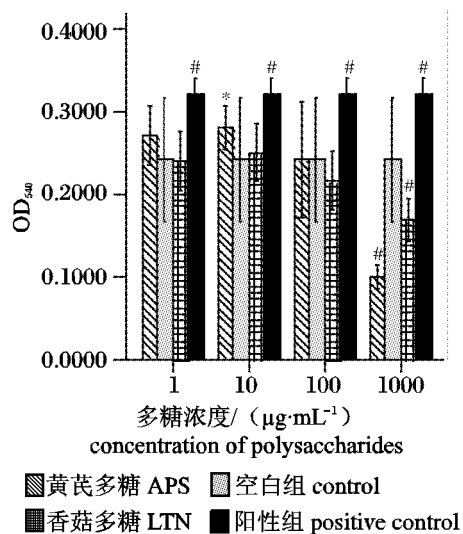 0.4000
0.3000
0.2000
0.1000
0.0000
OD₅₄₀
# * # # # # #
1 10 100 1000
多糖浓度/（μg·mL⁻¹）
concentration of polysaccharides
黄芪多糖 APS 空白组 control
香菇多糖 LTN 阳性组 positive control